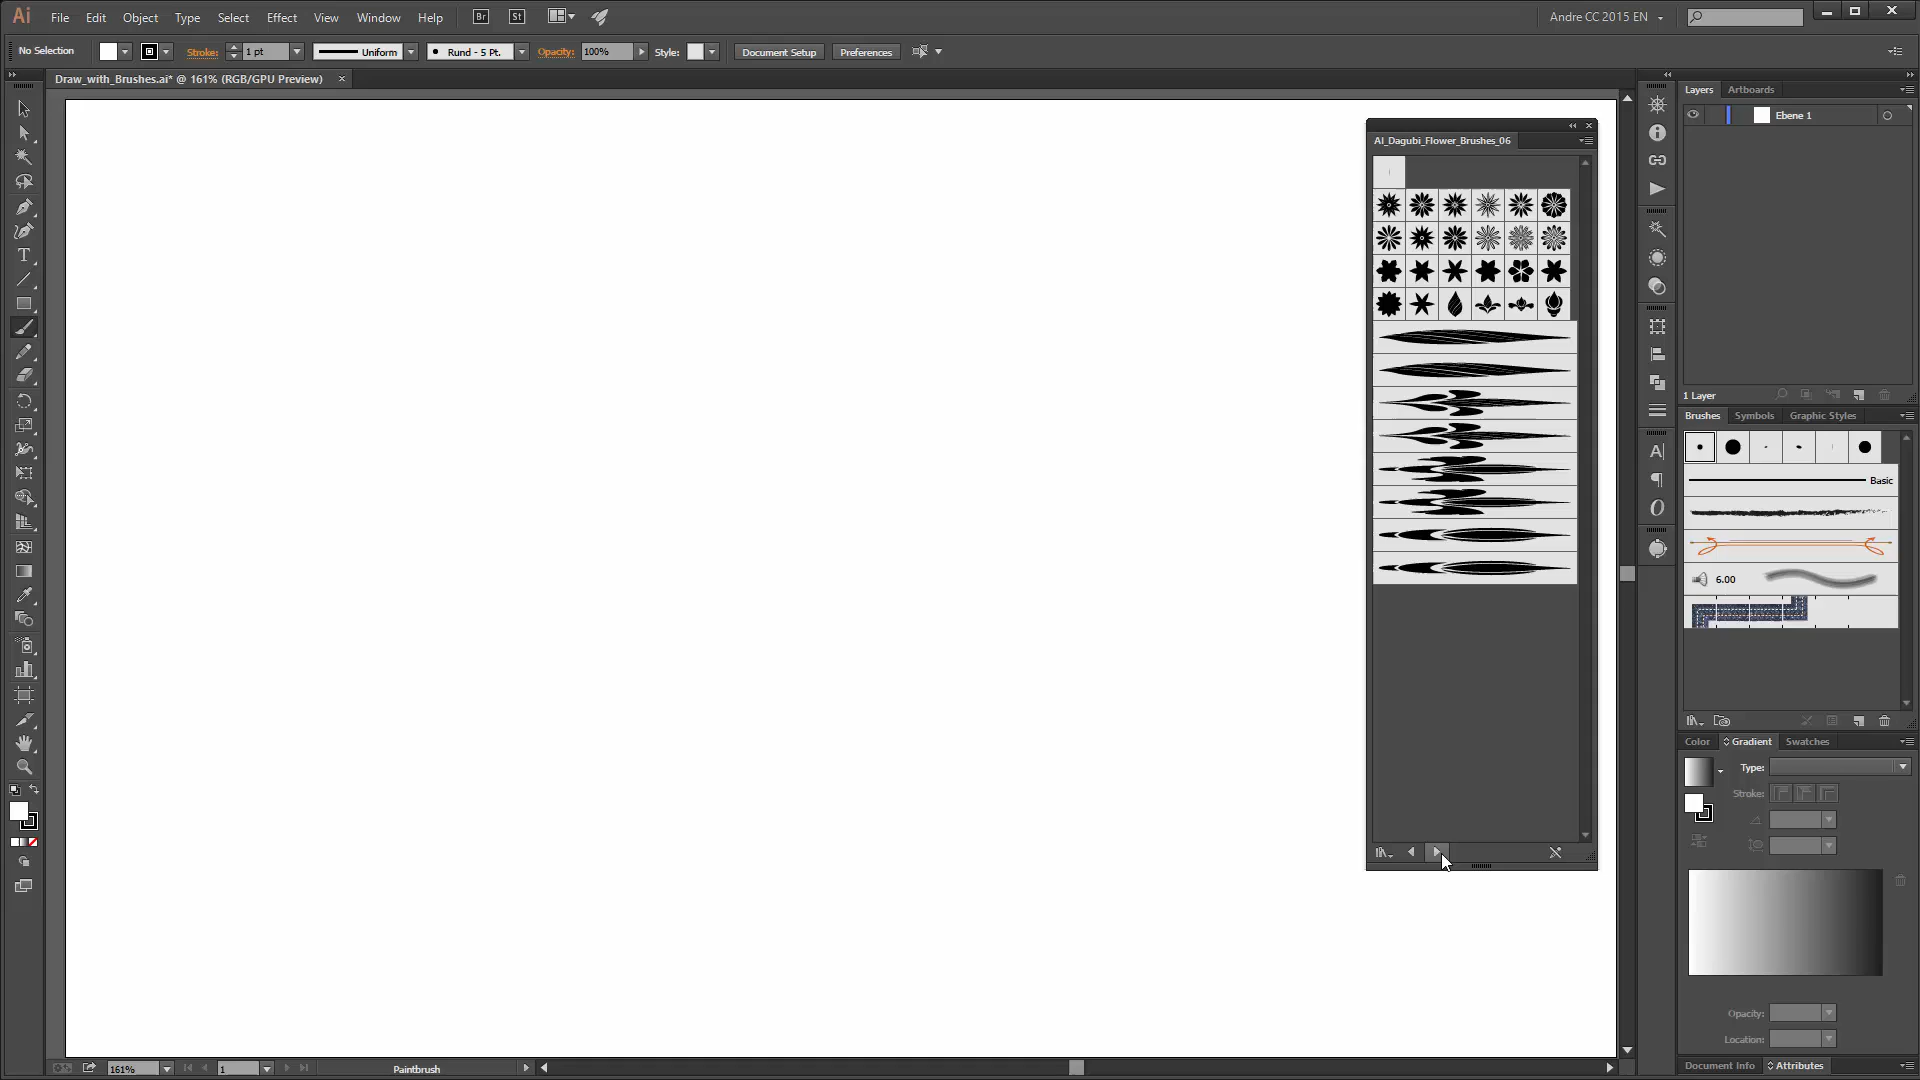 Ai File Edit Object Type Select Effect View Window Help Br St Andre CC 2015 EN
No Selection Stroke: 1 pt Uniform Rund - 5 Pt. Opacity: 100% Style: Document Setup Preferences
Draw_with_Brushes.ai* @ 161% (RGB/GPU Preview)
Layers Artboards
Ebene 1
AI_Dagubi_Flower_Brushes_06
1 Layer
Brushes Symbols Graphic Styles
Basic
6.00
Color Gradient Swatches
Type:
Stroke:
Opacity:
Location:
161% 1 Paintbrush
Document Info Attributes